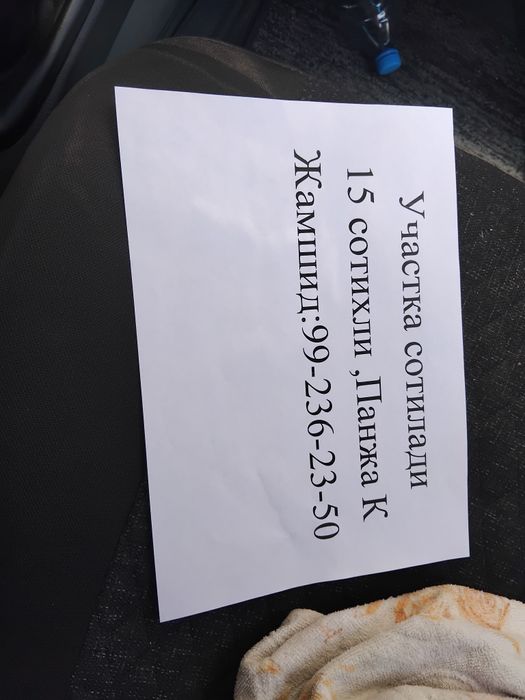 Участка сотилади
15 сотихли ,Панжа К
Жамшид:99-236-23-50